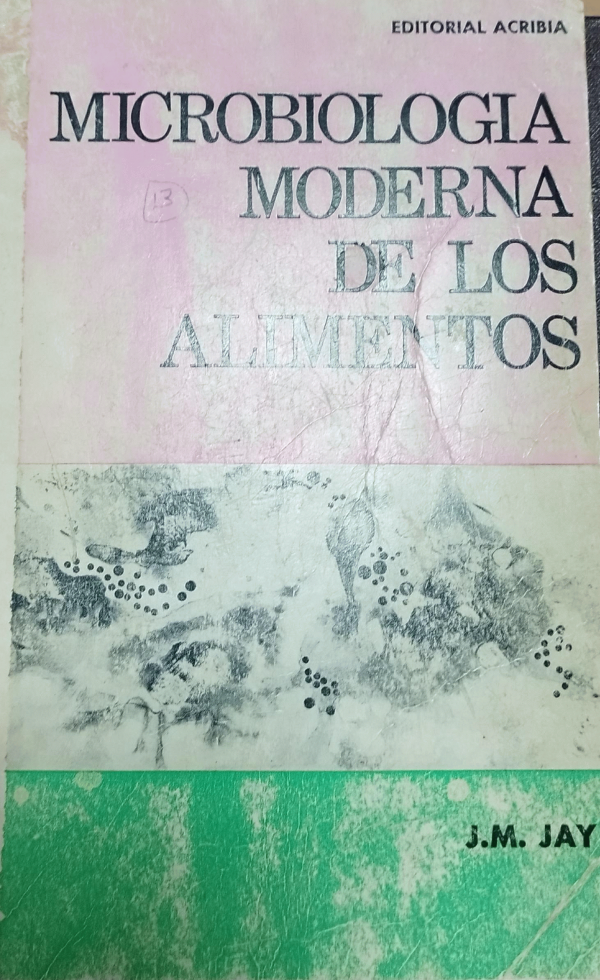 EDITORIAL ACRIBIA
MICROBIOLOGIA
MODERNA
13
DE LOS
ALIMENTOS
J.M. JAY